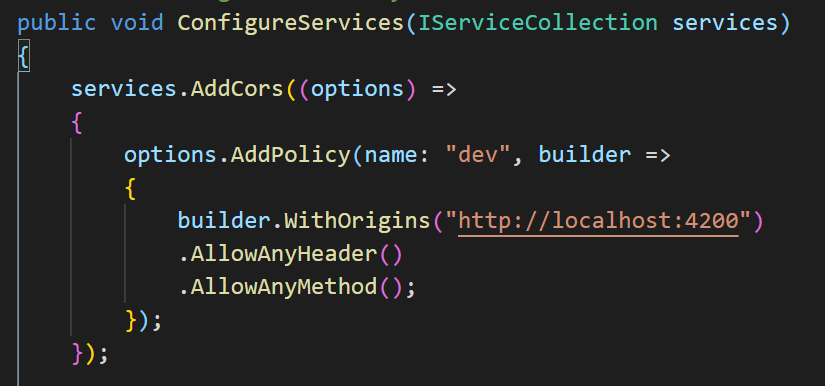 public void ConfigureServices(IServiceCollection services)
{
    services.AddCors((options) =>
    {
        options.AddPolicy(name: "dev", builder =>
        {
            builder.WithOrigins("http://localhost:4200")
            .AllowAnyHeader()
            .AllowAnyMethod();
        });
    });